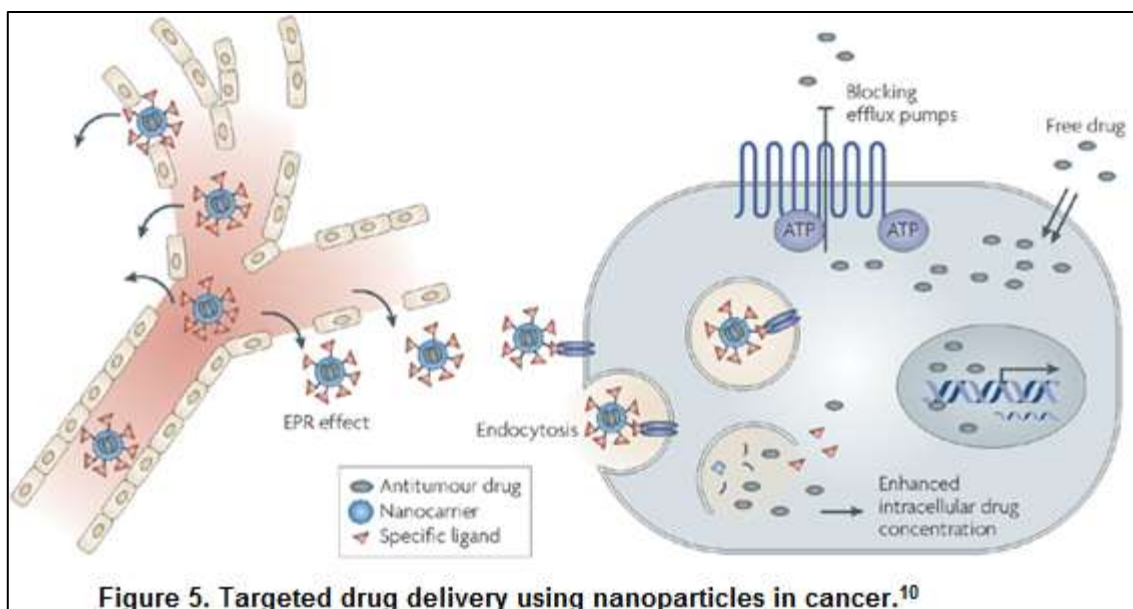 Blocking
efflux pumps
Free drug
ATP
ATP
EPR effect
Endocytosis
Antitumour drug
Nanocarrier
Specific ligand
Enhanced
intracellular drug
concentration
Figure 5. Targeted drug delivery using nanoparticles in cancer.¹⁰